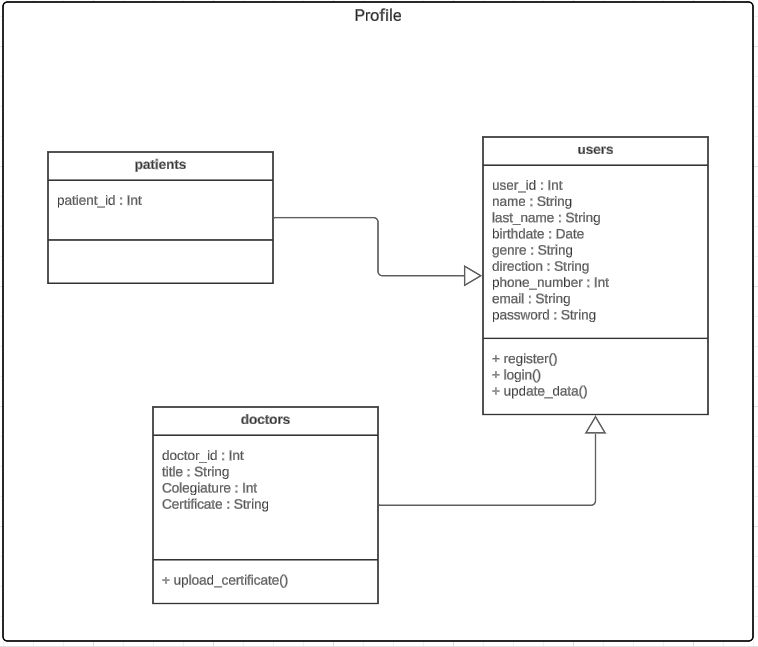 Profile
patients
patient_id : Int
users
user_id : Int
name : String
last_name : String
birthdate : Date
genre : String
direction : String
phone_number : Int
email : String
password : String
+ register()
+ login()
+ update_data()
doctors
doctor_id : Int
title : String
Colegiature : Int
Certificate : String
+ upload_certificate()